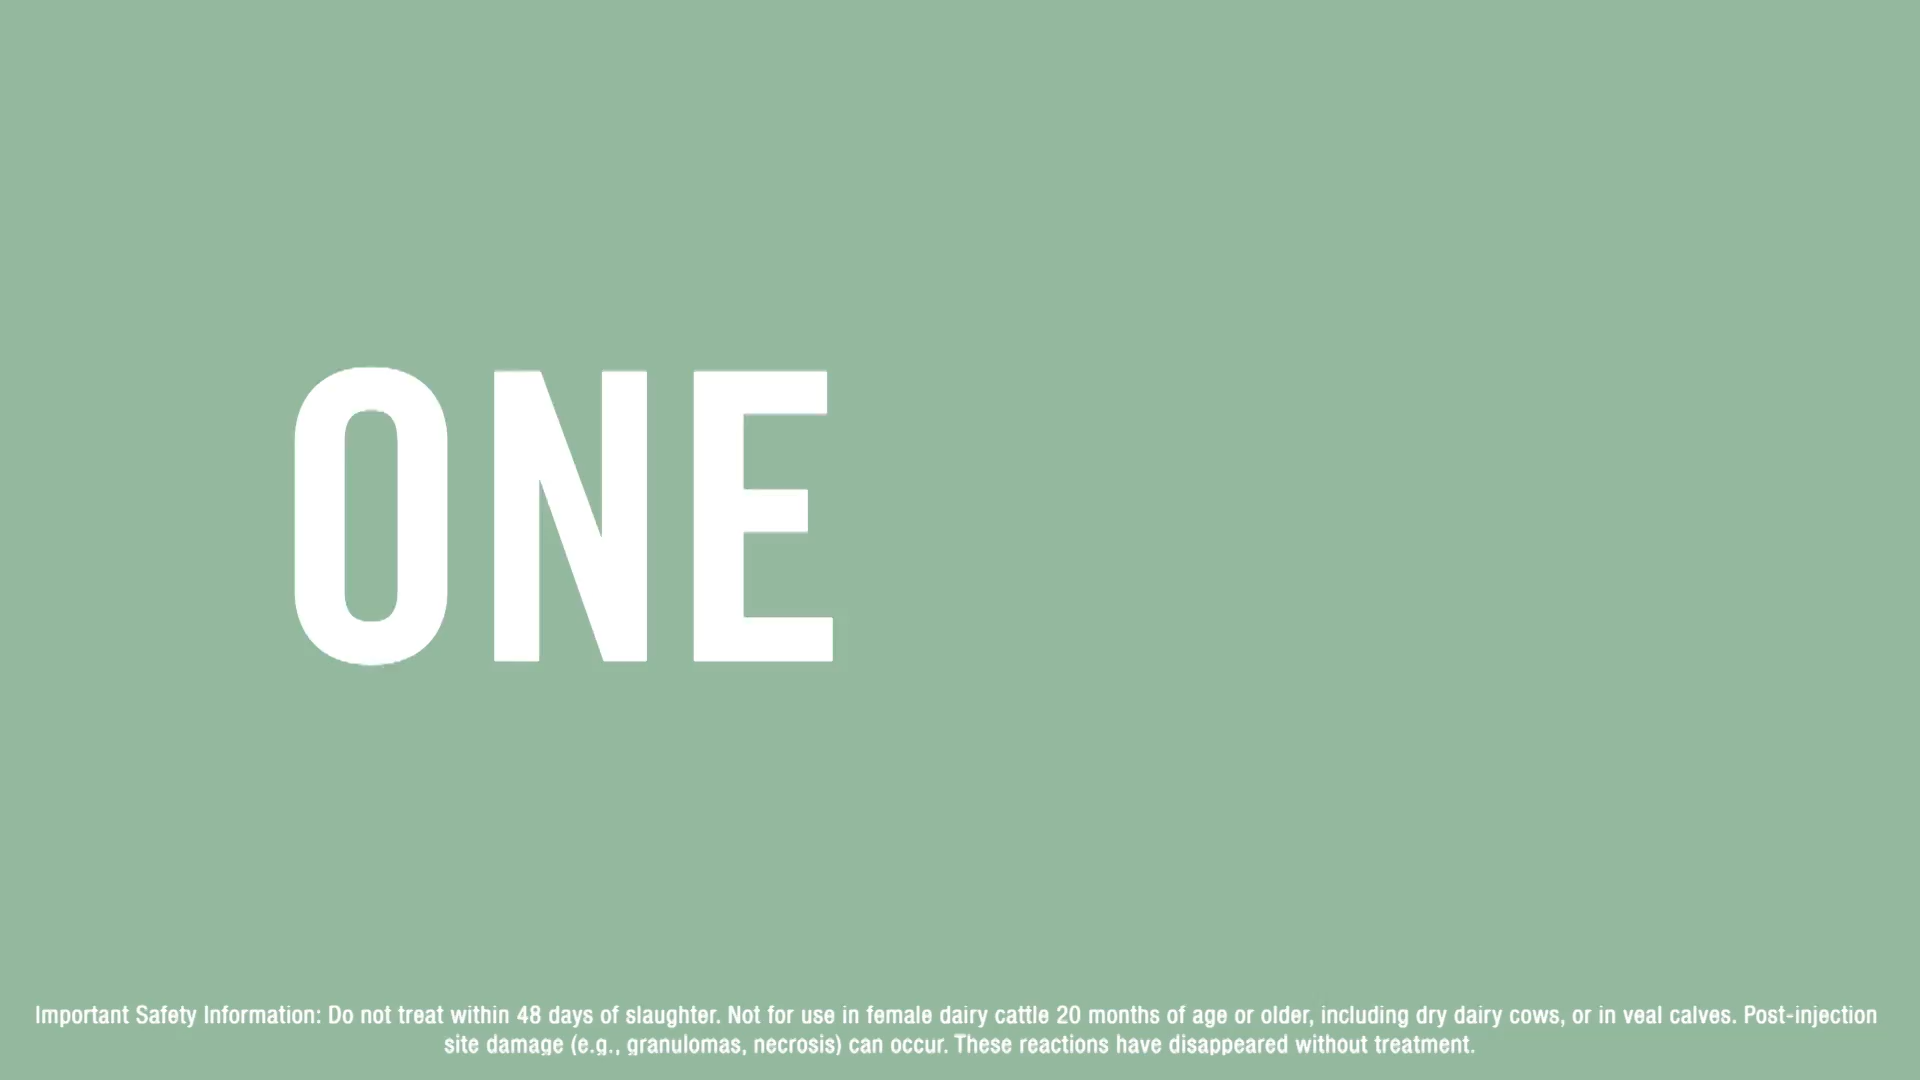 ONE
Important Safety Information: Do not treat within 48 days of slaughter. Not for use in female dairy cattle 20 months of age or older, including dry dairy cows, or in veal calves. Post-injection
site damage (e.g., granulomas, necrosis) can occur. These reactions have disappeared without treatment.